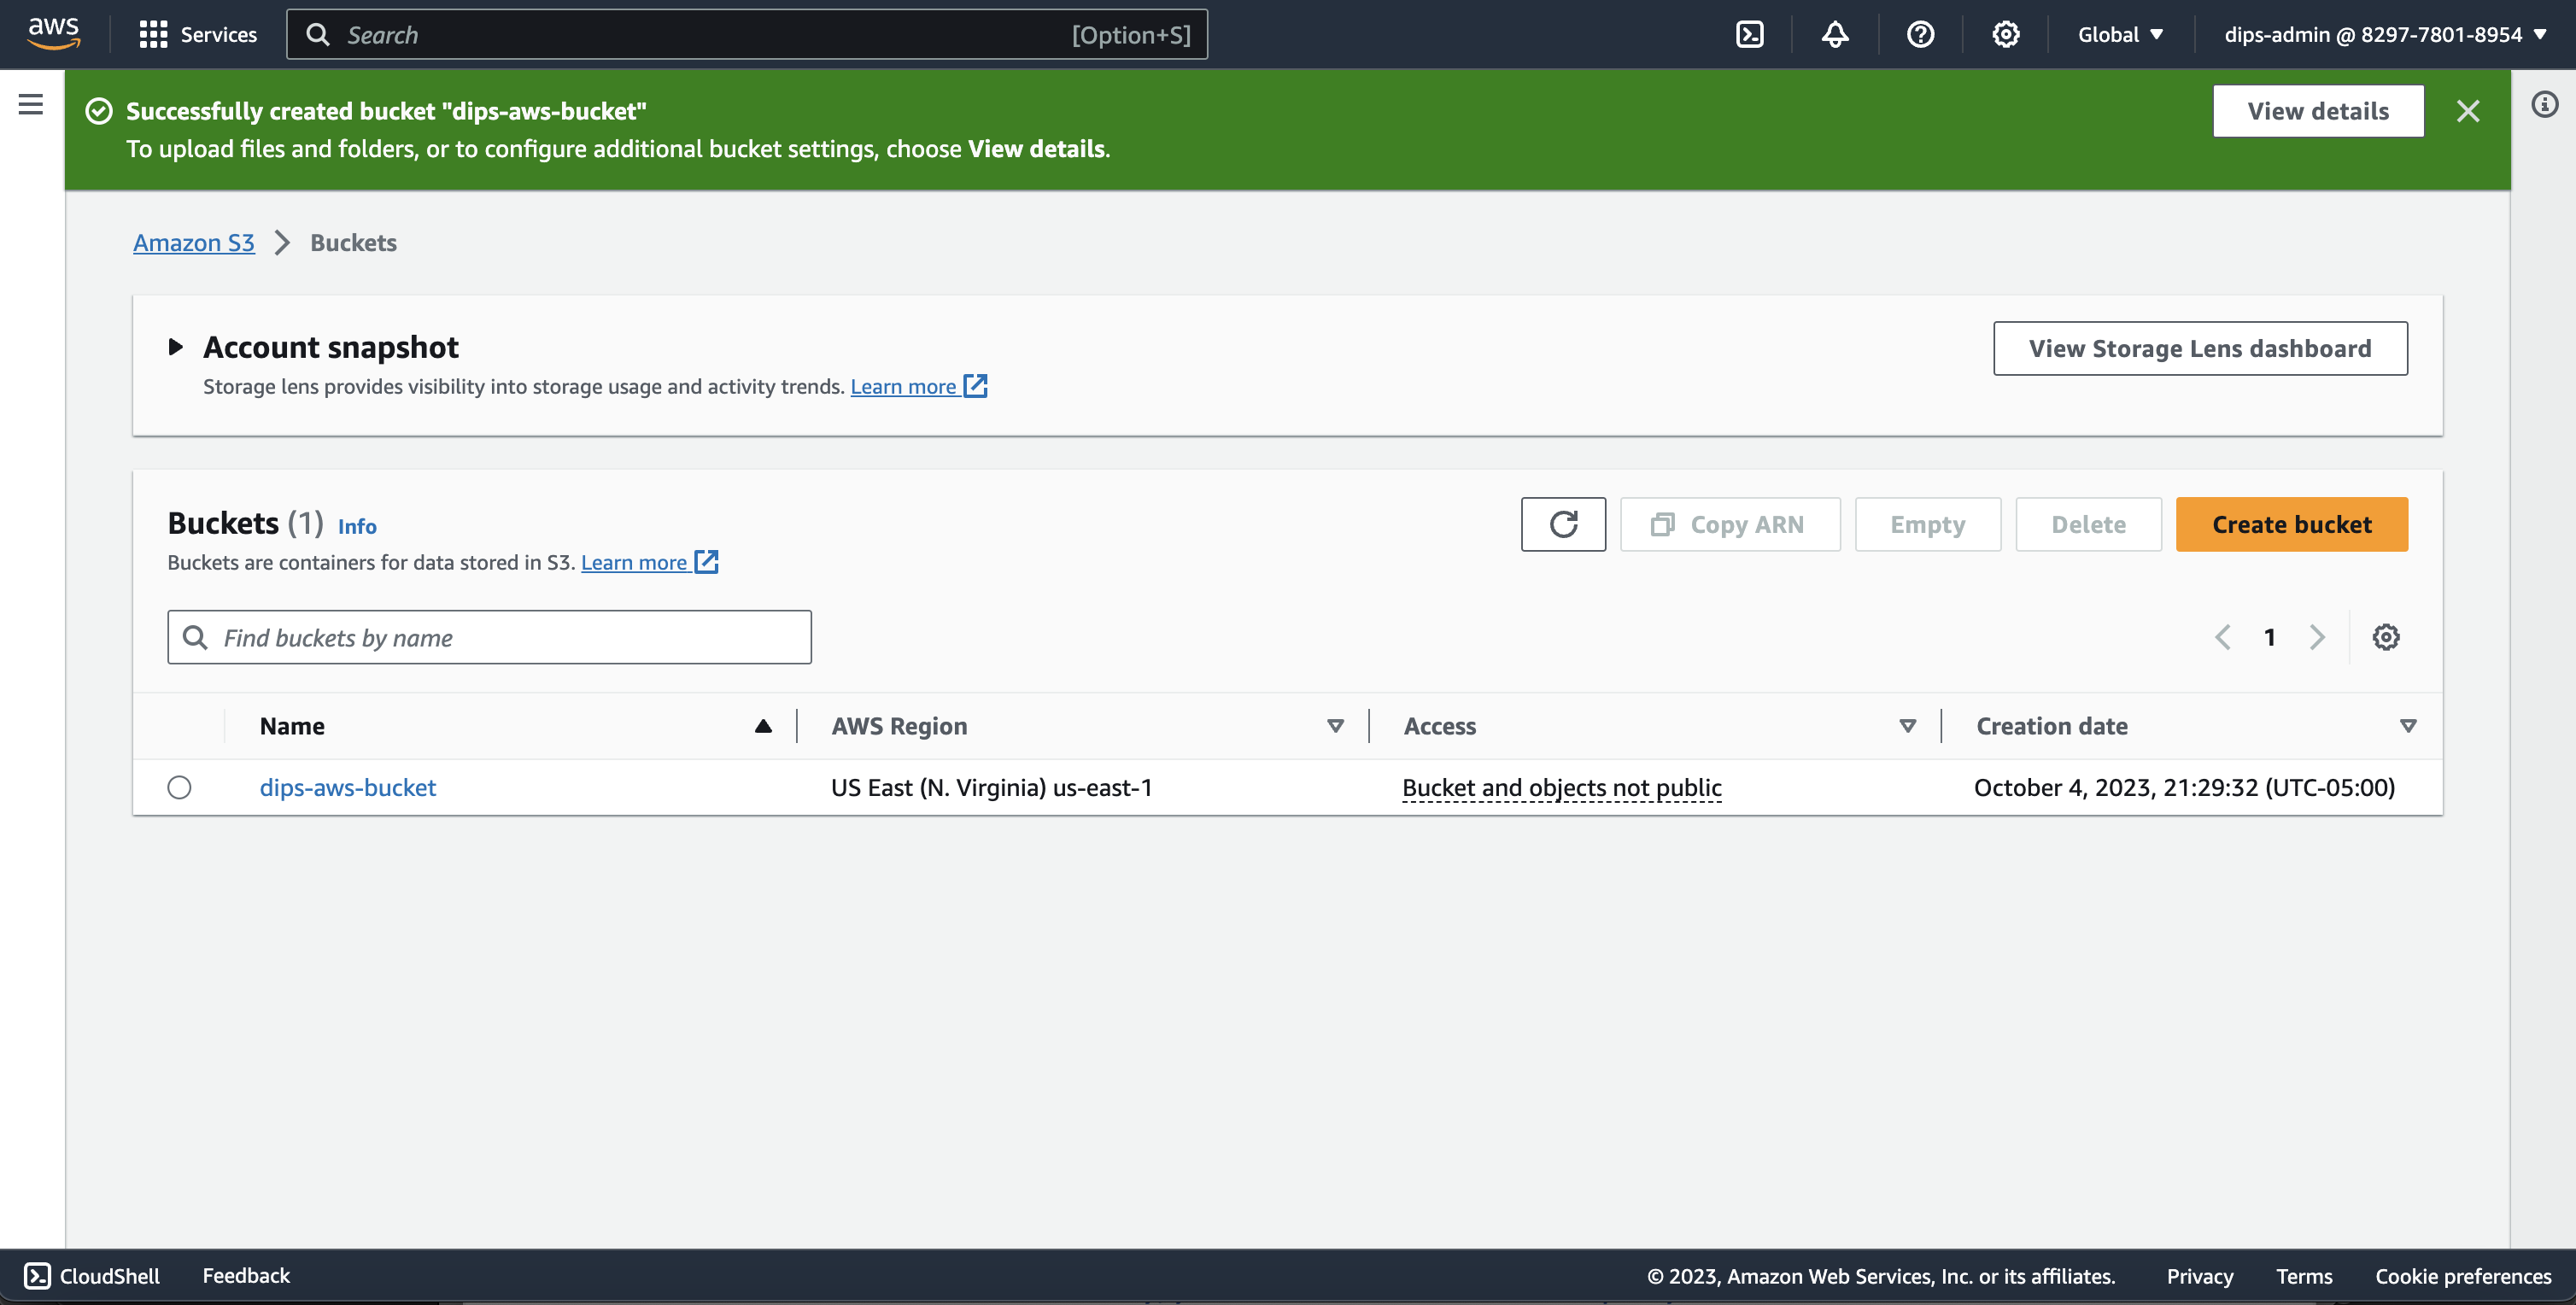 aws Services Search [Option+S] Global dips-admin @ 8297-7801-8954
Successfully created bucket "dips-aws-bucket" View details
To upload files and folders, or to configure additional bucket settings, choose View details.
Amazon S3 Buckets
Account snapshot View Storage Lens dashboard
Storage lens provides visibility into storage usage and activity trends. Learn more
Buckets (1) Info Copy ARN Empty Delete Create bucket
Buckets are containers for data stored in S3. Learn more
Find buckets by name 1
Name AWS Region Access Creation date
dips-aws-bucket US East (N. Virginia) us-east-1 Bucket and objects not public October 4, 2023, 21:29:32 (UTC-05:00)
CloudShell Feedback © 2023, Amazon Web Services, Inc. or its affiliates. Privacy Terms Cookie preferences